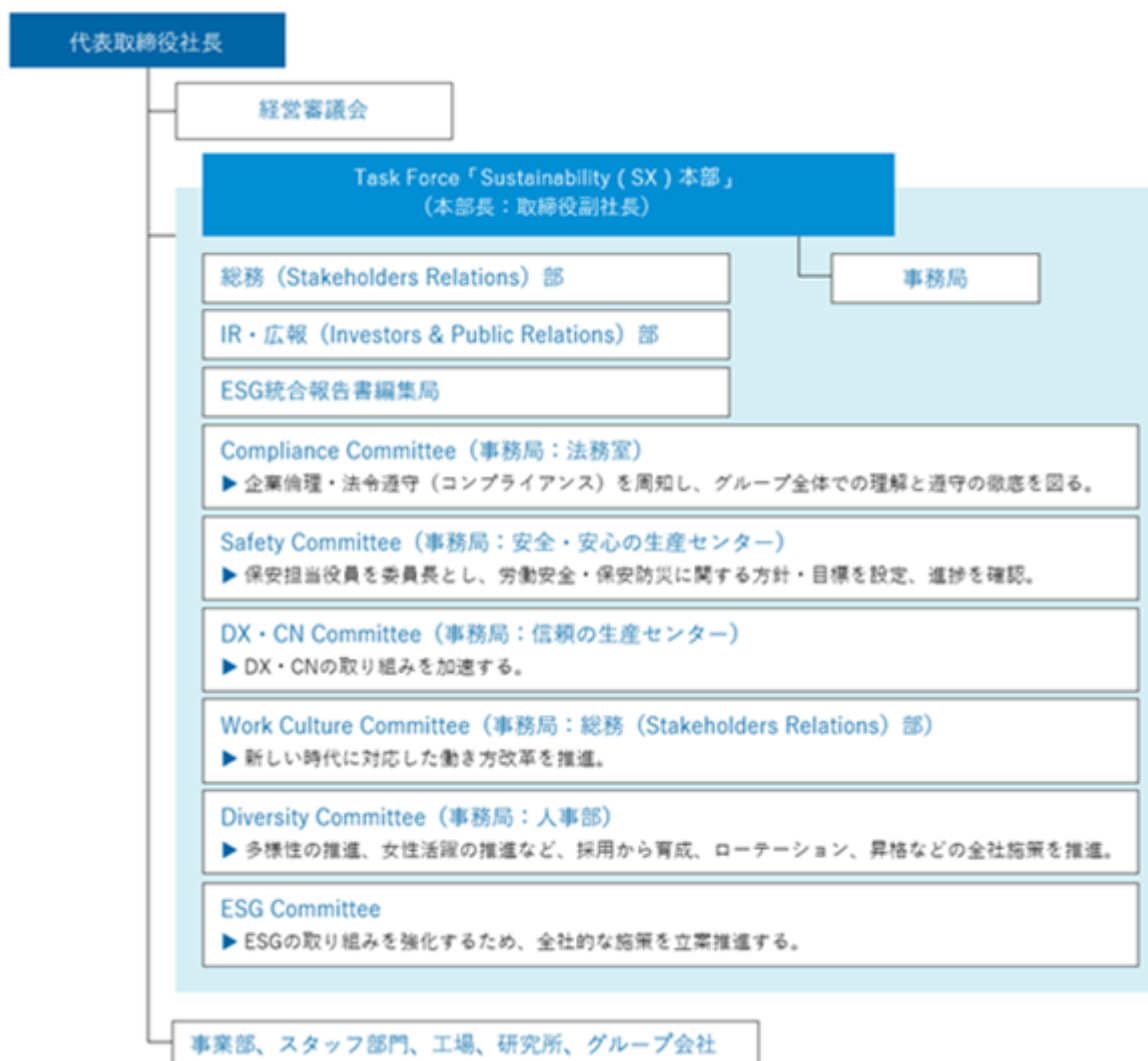 代表取締役社長
経営審議会
Task Force「Sustainability ( SX ) 本部」
（本部長：取締役副社長）
総務（Stakeholders Relations）部
事務局
IR・広報（Investors & Public Relations）部
ESG統合報告書編集局
Compliance Committee（事務局：法務室）
▶ 企業倫理・法令遵守（コンプライアンス）を周知し、グループ全体での理解と遵守の徹底を図る。
Safety Committee（事務局：安全・安心の生産センター）
▶ 保安担当役員を委員長とし、労働安全・保安防災に関する方針・目標を設定、進捗を確認。
DX・CN Committee（事務局：信頼の生産センター）
▶ DX・CNの取り組みを加速する。
Work Culture Committee（事務局：総務（Stakeholders Relations）部）
▶ 新しい時代に対応した働き方改革を推進。
Diversity Committee（事務局：人事部）
▶ 多様性の推進、女性活躍の推進など、採用から育成、ローテーション、昇格などの全社施策を推進。
ESG Committee
▶ ESGの取り組みを強化するため、全社的な施策を立案推進する。
事業部、スタッフ部門、工場、研究所、グループ会社